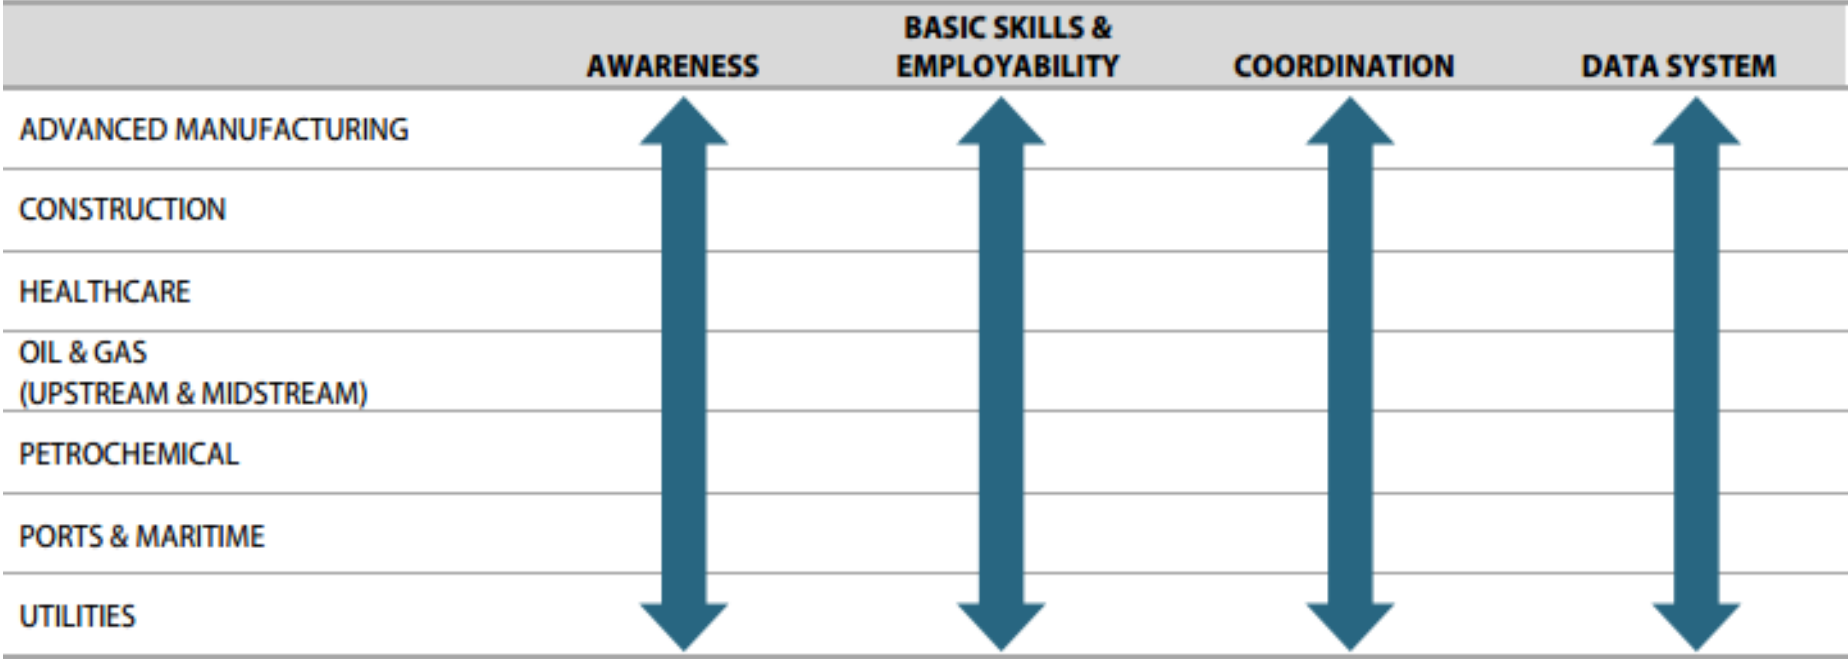 BASIC SKILLS &
AWARENESS EMPLOYABILITY COORDINATION DATA SYSTEM
ADVANCED MANUFACTURING
CONSTRUCTION
HEALTHCARE
OIL & GAS
(UPSTREAM & MIDSTREAM)
PETROCHEMICAL
PORTS & MARITIME
UTILITIES